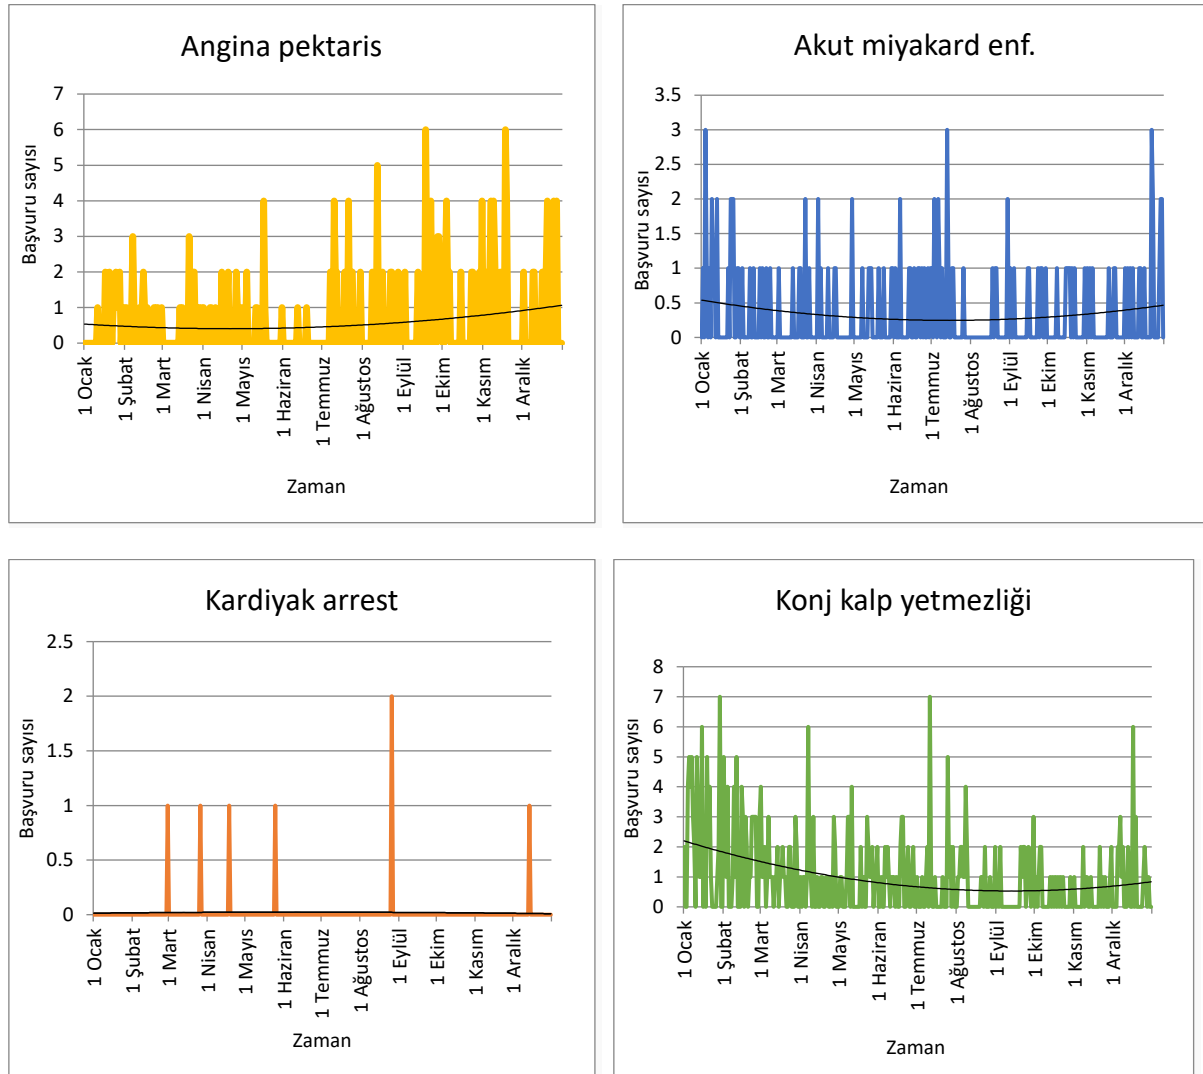 Angina pektaris
Başvuru sayısı
7
6
5
4
3
2
1
0
1 Ocak
1 Şubat
1 Mart
1 Nisan
1 Mayıs
1 Haziran
1 Temmuz
1 Ağustos
1 Eylül
1 Ekim
1 Kasım
1 Aralık
Zaman
Akut miyakard enf.
Başvuru sayısı
3.5
3
2.5
2
1.5
1
0.5
0
1 Ocak
1 Şubat
1 Mart
1 Nisan
1 Mayıs
1 Haziran
1 Temmuz
1 Ağustos
1 Eylül
1 Ekim
1 Kasım
1 Aralık
Zaman
Kardiyak arrest
Başvuru sayısı
2.5
2
1.5
1
0.5
0
1 Ocak
1 Şubat
1 Mart
1 Nisan
1 Mayıs
1 Haziran
1 Temmuz
1 Ağustos
1 Eylül
1 Ekim
1 Kasım
1 Aralık
Zaman
Konj kalp yetmezliği
Başvuru sayısı
8
7
6
5
4
3
2
1
0
1 Ocak
1 Şubat
1 Mart
1 Nisan
1 Mayıs
1 Haziran
1 Temmuz
1 Ağustos
1 Eylül
1 Ekim
1 Kasım
1 Aralık
Zaman